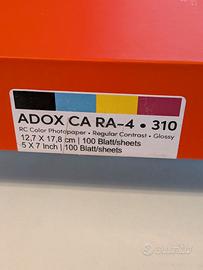 ADOX CA RA-4 • 310
RC Color Photopaper • Regular Contrast • Glossy
12,7 X 17,8 cm | 100 Blatt/sheets
5 X 7 Inch | 100 Blatt/sheets
subito